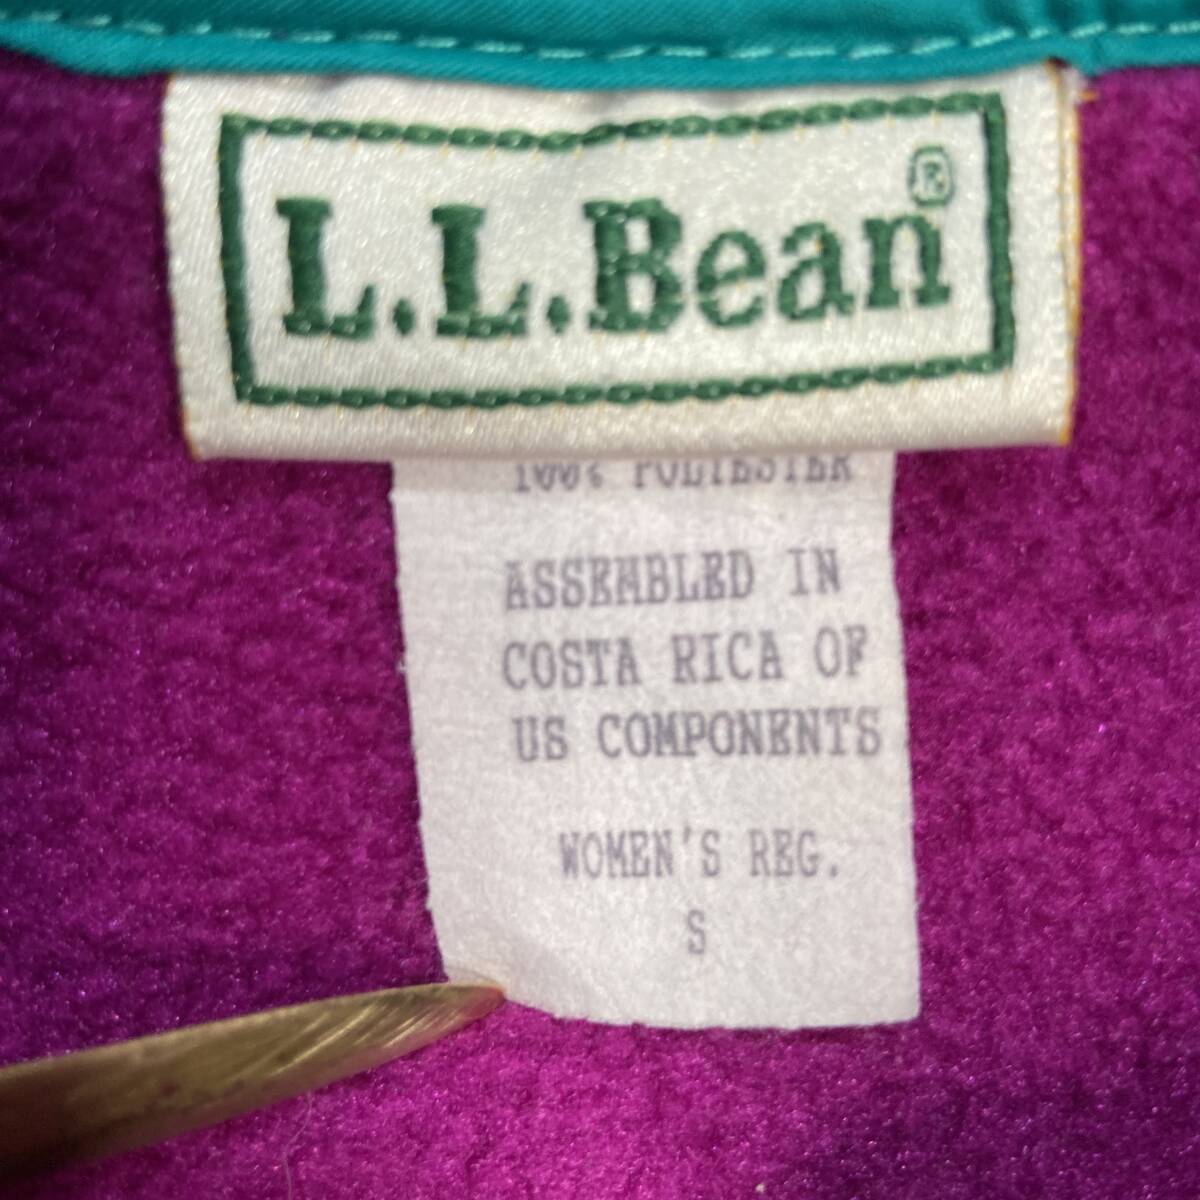 L.L.Bean®
100% POLYESTER
ASSEMBLED IN
COSTA RICA OF
US COMPONENTS
WOMEN'S REG.
S